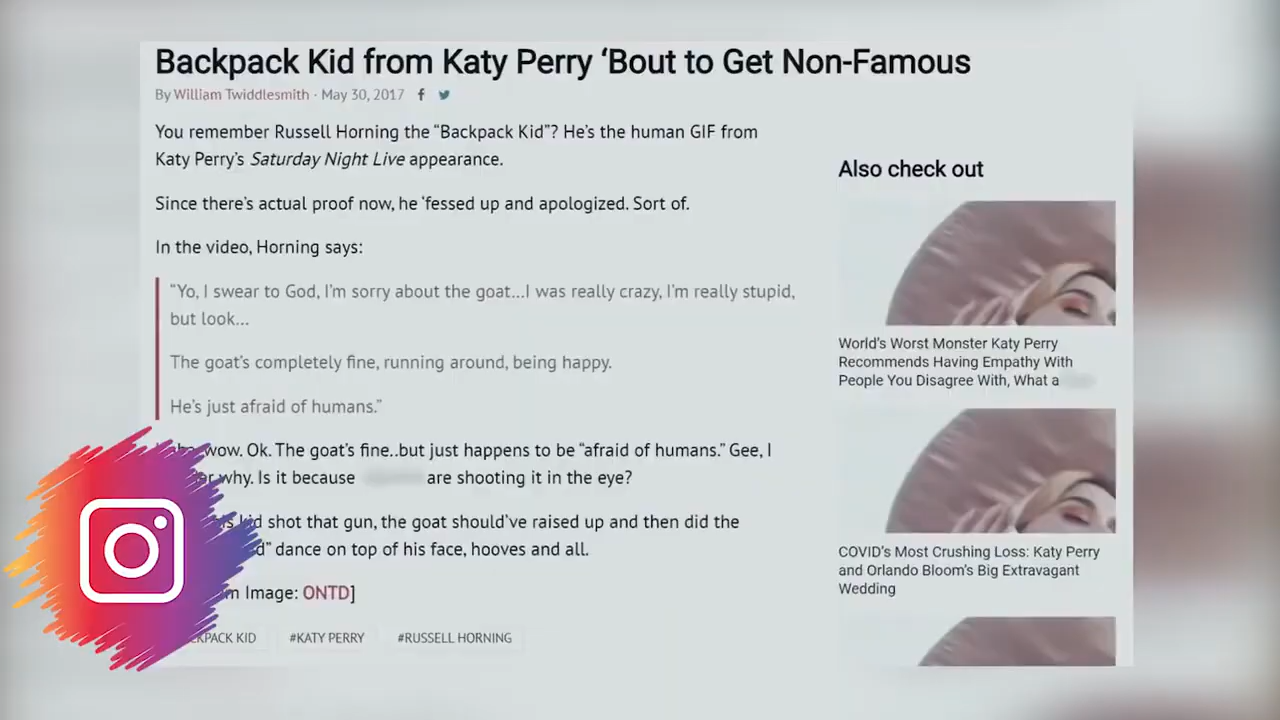 Backpack Kid from Katy Perry ‘Bout to Get Non-Famous
By William Twiddlesmith · May 30, 2017
You remember Russell Horning the “Backpack Kid”? He’s the human GIF from
Katy Perry’s Saturday Night Live appearance.
Since there’s actual proof now, he ‘fessed up and apologized. Sort of.
In the video, Horning says:
“Yo, I swear to God, I’m sorry about the goat…I was really crazy, I’m really stupid,
but look…
The goat’s completely fine, running around, being happy.
He’s just afraid of humans.”
wow. Ok. The goat’s fine..but just happens to be “afraid of humans.” Gee, I
why. Is it because are shooting it in the eye?
kid shot that gun, the goat should’ve raised up and then did the
dance on top of his face, hooves and all.
Image: ONTD]
KID
#KATY PERRY
#RUSSELL HORNING
Also check out
World’s Worst Monster Katy Perry
Recommends Having Empathy With
People You Disagree With, What a
COVID’s Most Crushing Loss: Katy Perry
and Orlando Bloom’s Big Extravagant
Wedding